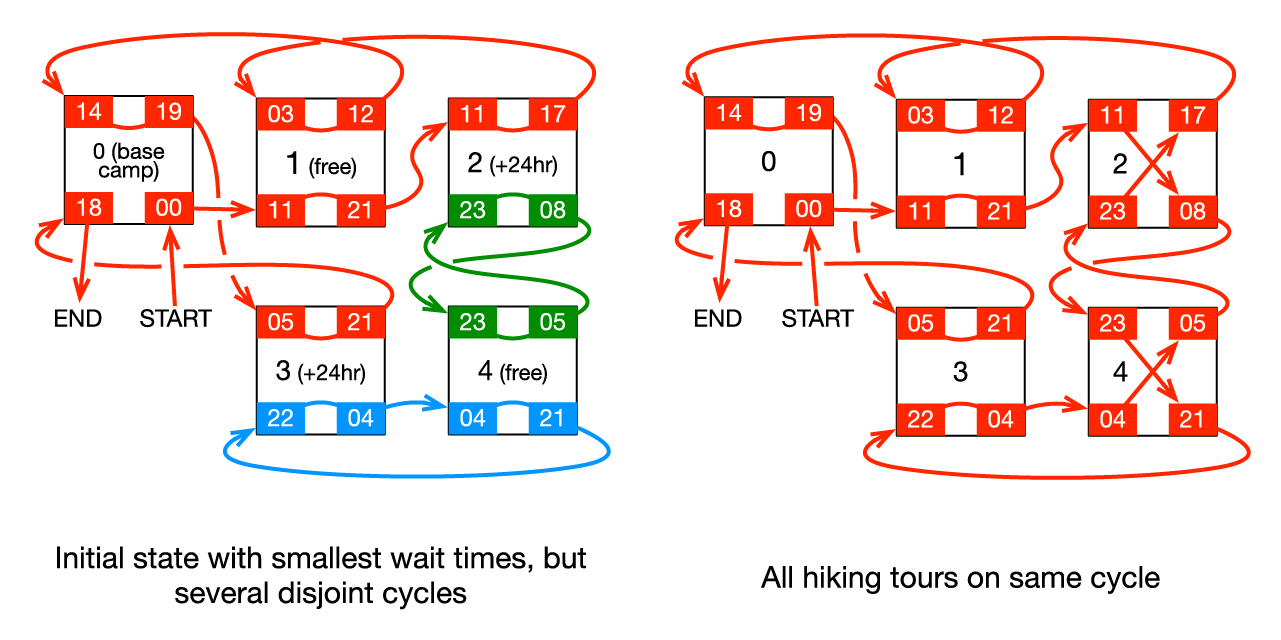 14 19
0 (base
camp)
18 00
03 12
1 (free)
11 21
11 17
2 (+24hr)
23 08
END START
05 21
3 (+24hr)
22 04
23 05
4 (free)
04 21
Initial state with smallest wait times, but
several disjoint cycles
14 19
0
18 00
03 12
1
11 21
11 17
2
23 08
END START
05 21
3
22 04
23 05
4
04 21
All hiking tours on same cycle